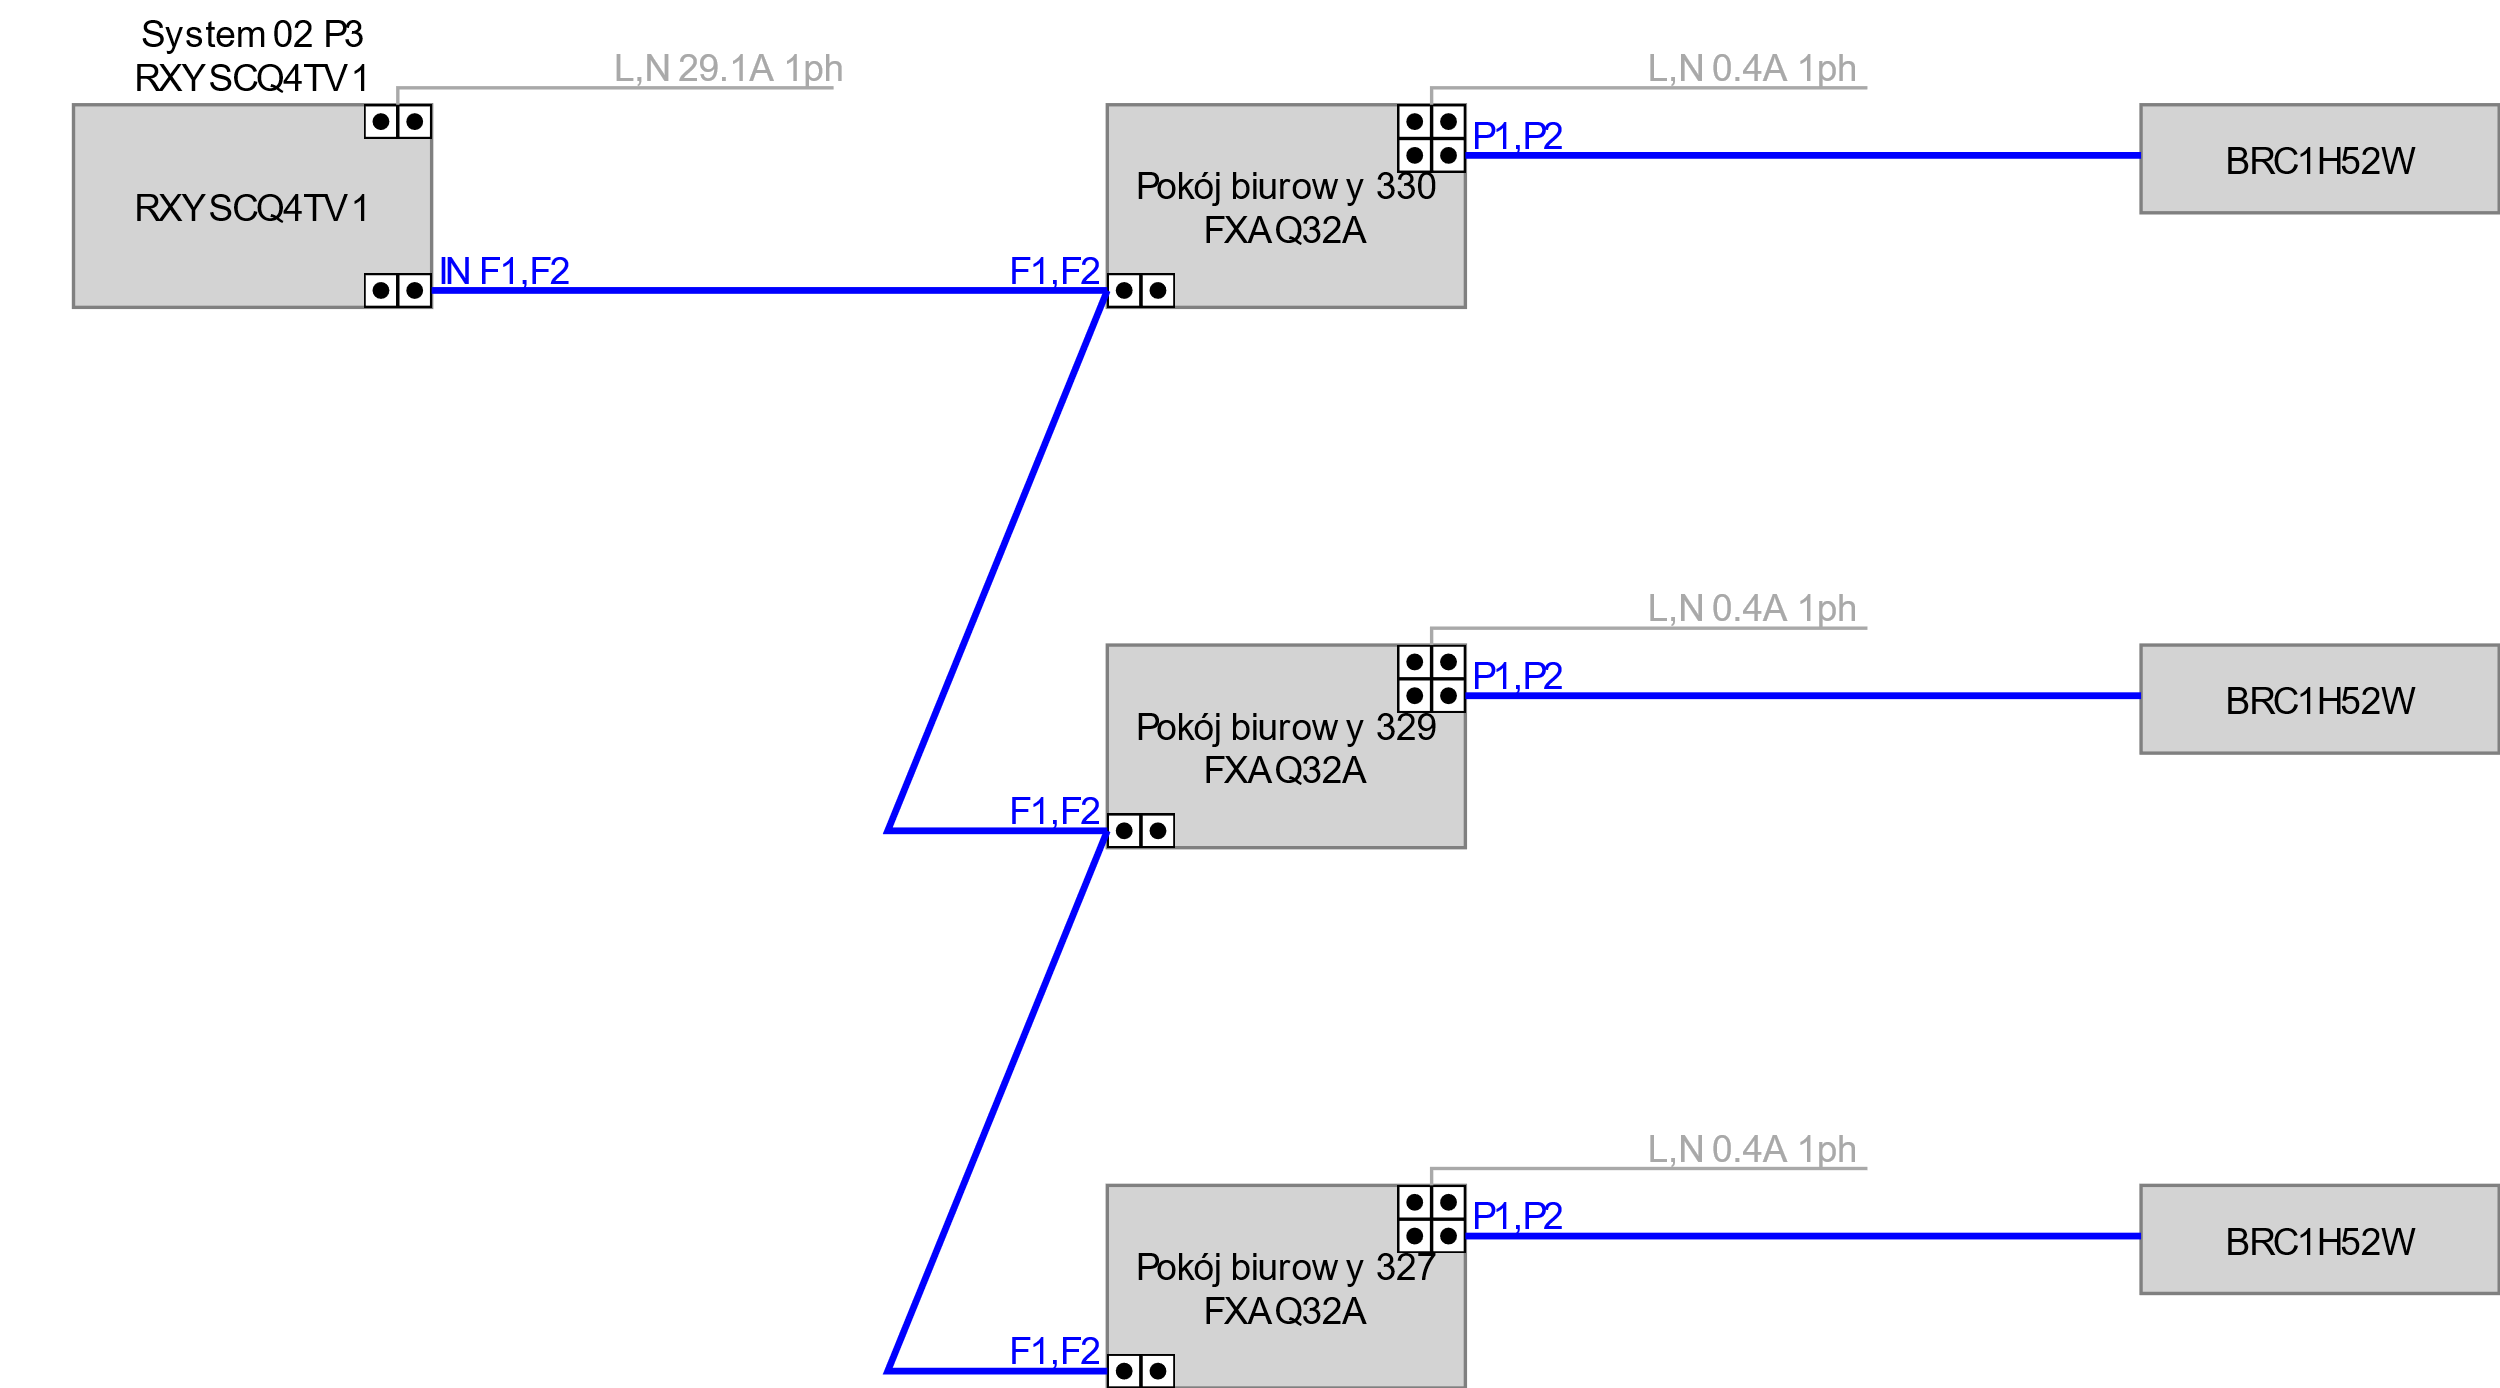 System 02 P3
RXYSCQ4TV1
L,N 29.1A 1ph
L,N 0.4A 1ph
RXYSCQ4TV1
IN F1,F2
F1,F2
Pokój biurowy 330
FXAQ32A
P1,P2
BRC1H52W
L,N 0.4A 1ph
P1,P2
Pokój biurowy 329
FXAQ32A
F1,F2
BRC1H52W
L,N 0.4A 1ph
P1,P2
Pokój biurowy 327
FXAQ32A
F1,F2
BRC1H52W